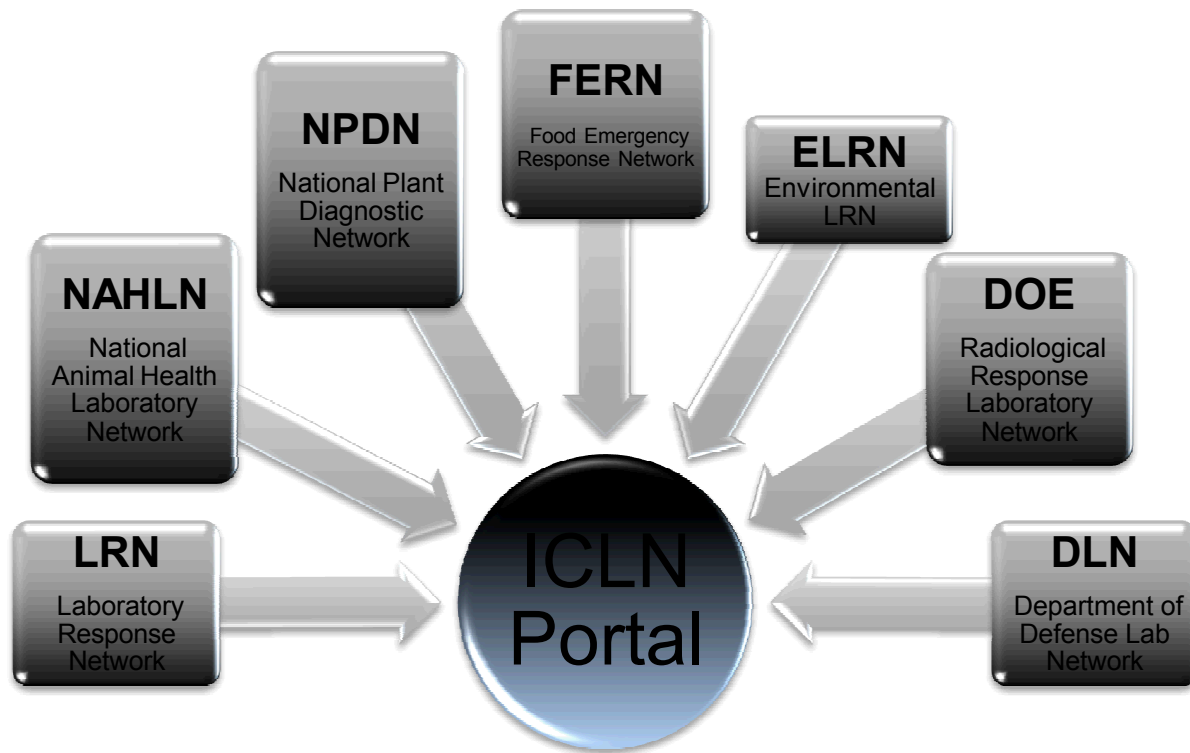 FERN
Food Emergency
Response Network
NPDN
National Plant
Diagnostic
Network
ELRN
Environmental
LRN
NAHLN
National
Animal Health
Laboratory
Network
DOE
Radiological
Response
Laboratory
Network
LRN
Laboratory
Response
Network
ICLN
Portal
DLN
Department of
Defense Lab
Network